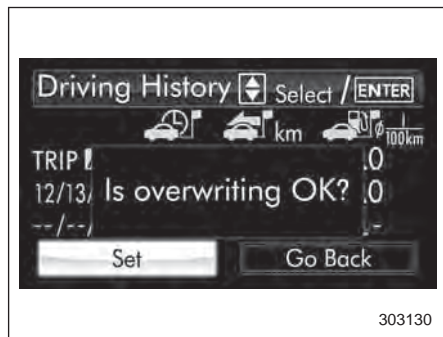 Driving History Select / ENTER
km ø l/100km
TRIP .0
12/13/ .0
--/--/ .-
Is overwriting OK?
Set Go Back
303130